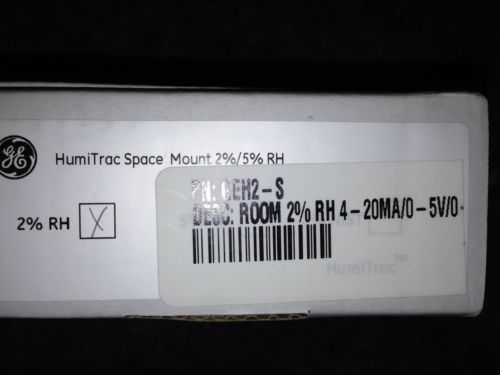 GE
HumiTrac Space Mount 2%/5% RH
2% RH X
PN: GEH2-S
DESC: ROOM 2% RH 4-20MA/0-5V/0-
HumiTrac